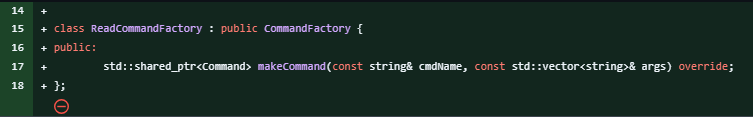 14 +
15 + class ReadCommandFactory : public CommandFactory {
16 + public:
17 +         std::shared_ptr<Command> makeCommand(const string& cmdName, const std::vector<string>& args) override;
18 + };